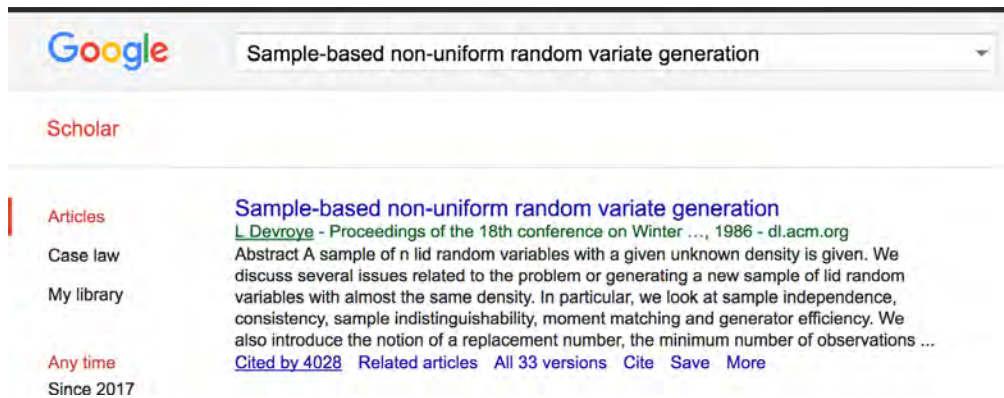 Google
Sample-based non-uniform random variate generation
Scholar
Articles
Case law
My library
Any time
Since 2017
Sample-based non-uniform random variate generation
L Devroye - Proceedings of the 18th conference on Winter …, 1986 - dl.acm.org
Abstract A sample of n lid random variables with a given unknown density is given. We
discuss several issues related to the problem or generating a new sample of lid random
variables with almost the same density. In particular, we look at sample independence,
consistency, sample indistinguishability, moment matching and generator efficiency. We
also introduce the notion of a replacement number, the minimum number of observations ...
Cited by 4028 Related articles All 33 versions Cite Save More